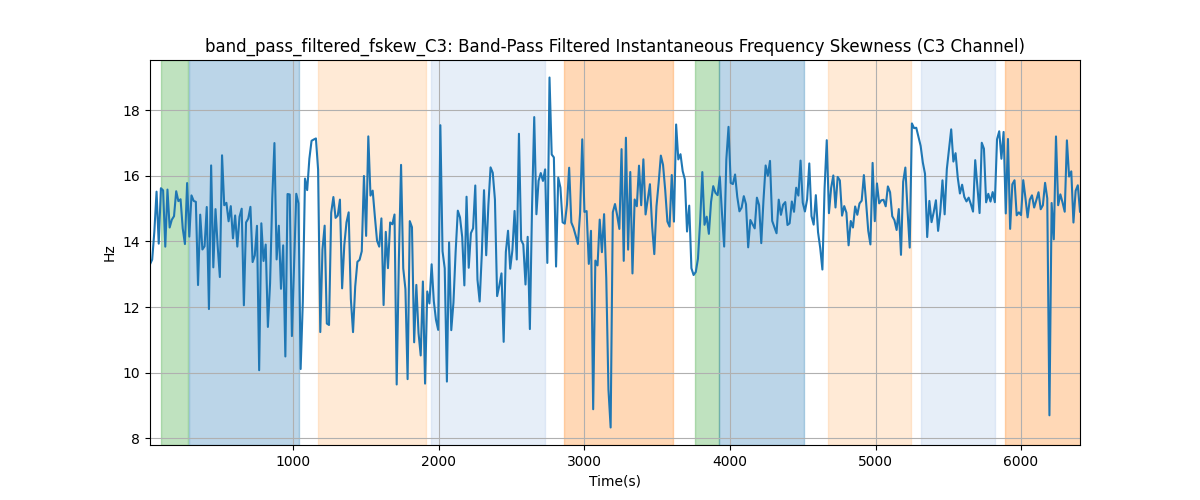 band_pass_filtered_fskew_C3: Band-Pass Filtered Instantaneous Frequency Skewness (C3 Channel)
Hz
18
16
14
12
10
8
1000 2000 3000 4000 5000 6000
Time(s)